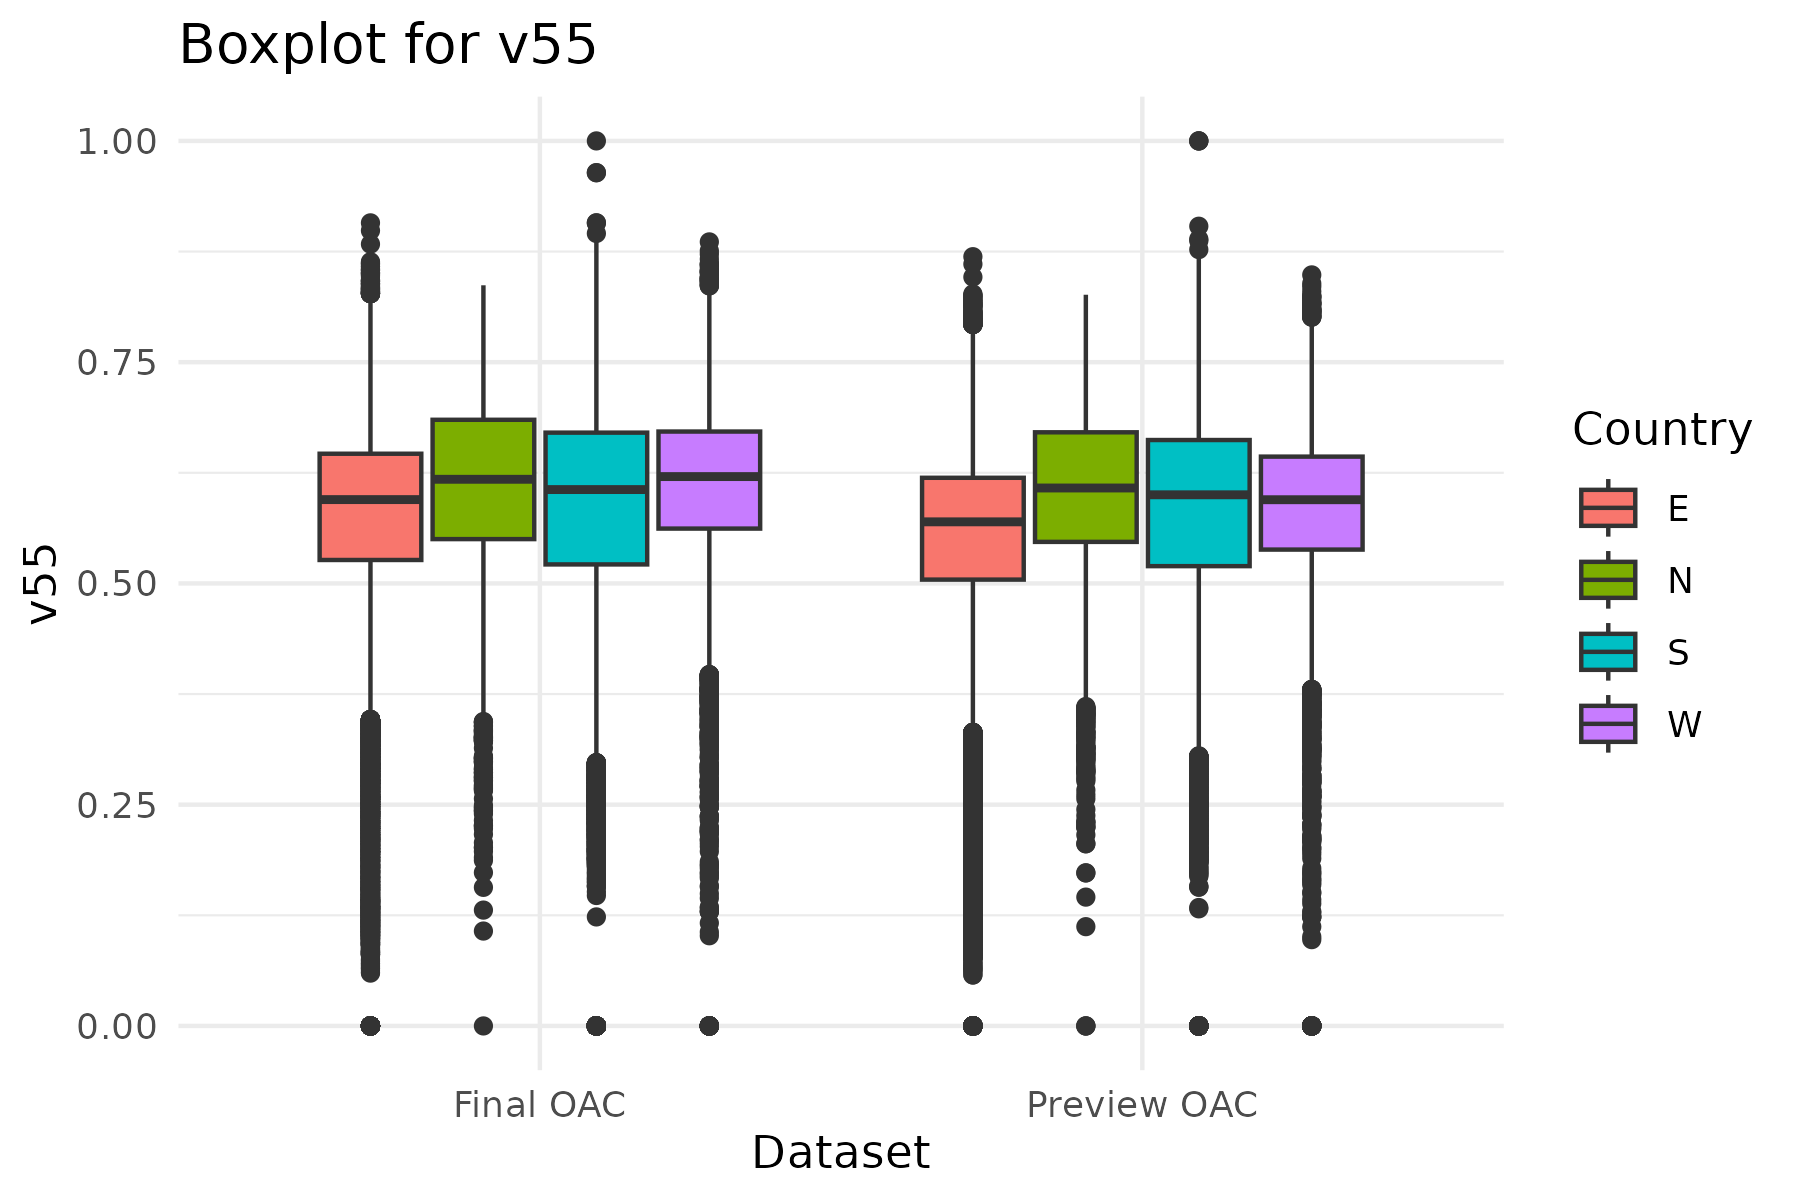 Boxplot for v55
1.00
0.75
0.50
0.25
0.00
v55
Final OAC
Preview OAC
Dataset
Country
E
N
S
W